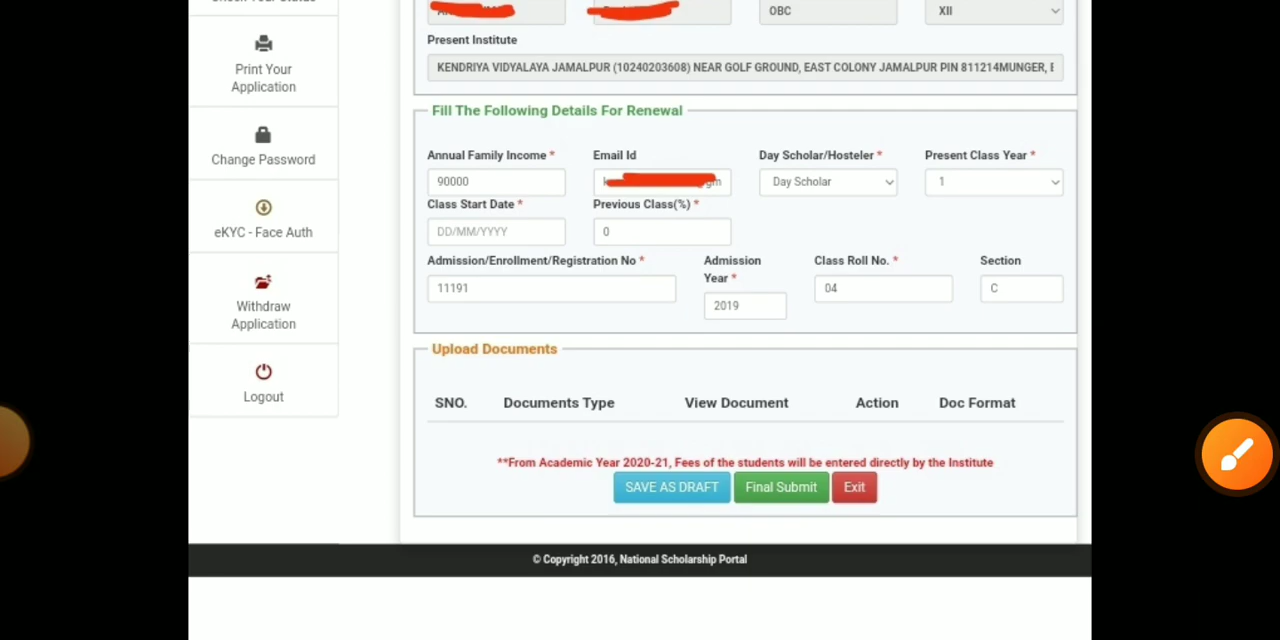 Check Your Status
Print Your
Application
Change Password
eKYC - Face Auth
Withdraw
Application
Logout
OBC
XII
Present Institute
KENDRIYA VIDYALAYA JAMALPUR (10240203608) NEAR GOLF GROUND, EAST COLONY JAMALPUR PIN 811214MUNGER,
Fill The Following Details For Renewal
Annual Family Income * Email Id Day Scholar/Hosteler * Present Class Year *
90000 gm Day Scholar 1
Class Start Date * Previous Class(%) *
DD/MM/YYYY 0
Admission/Enrollment/Registration No * Admission Year * Class Roll No. * Section
11191 2019 04 C
Upload Documents
SNO. Documents Type View Document Action Doc Format
**From Academic Year 2020-21, Fees of the students will be entered directly by the Institute
SAVE AS DRAFT Final Submit Exit
© Copyright 2016, National Scholarship Portal